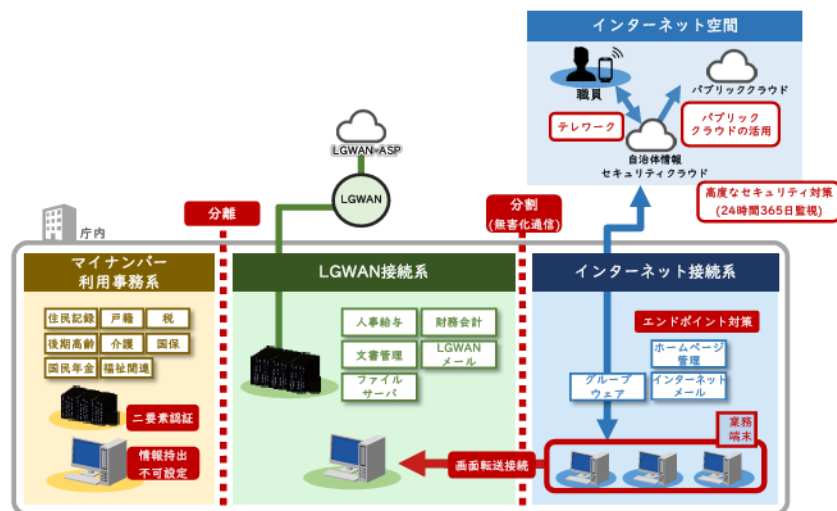 インターネット空間
職員
パブリッククラウド
テレワーク
パブリック
クラウドの活用
自治体情報
セキュリティクラウド
高度なセキュリティ対策
(24時間365日監視)
LGWAN-ASP
LGWAN
分離
分割
(無害化通信)
庁内
マイナンバー
利用事務系
住民記録
戸籍
税
後期高齢
介護
国保
国民年金
福祉関連
二要素認証
情報持出
不可設定
LGWAN接続系
人事給与
財務会計
文書管理
LGWAN
メール
ファイル
サーバ
画面転送接続
インターネット接続系
エンドポイント対策
ホームページ
管理
グループ
ウェア
インターネット
メール
業務
端末